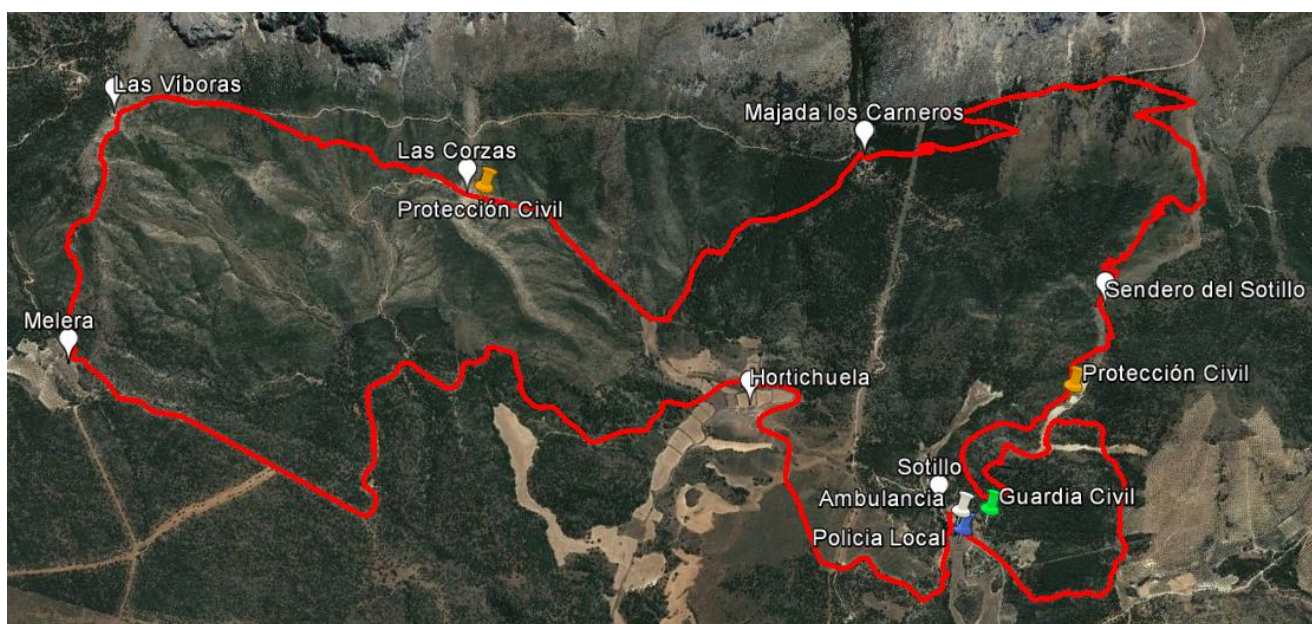 Las Víboras
Majada los Carneros
Las Corzas
Protección Civil
Sendero del Sotillo
Melera
Protección Civil
Hortichuela
Sotillo
Ambulancia
Guardia Civil
Policia Local